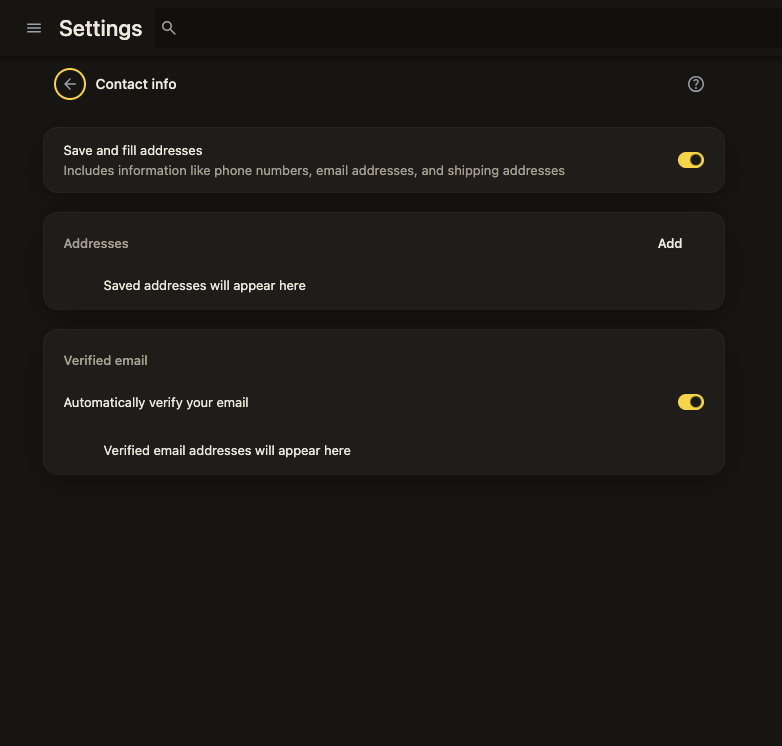 Settings
Contact info
Save and fill addresses
Includes information like phone numbers, email addresses, and shipping addresses
Addresses
Add
Saved addresses will appear here
Verified email
Automatically verify your email
Verified email addresses will appear here